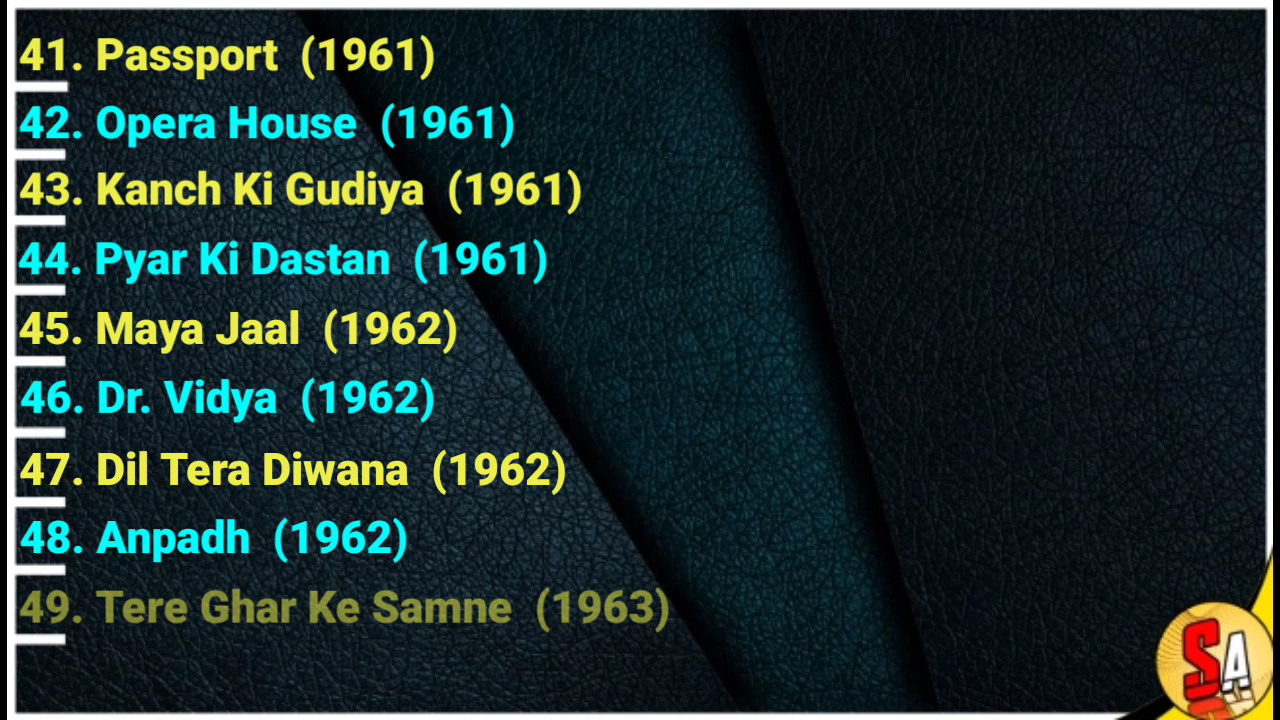 41. Passport (1961)
42. Opera House (1961)
43. Kanch Ki Gudiya (1961)
44. Pyar Ki Dastan (1961)
45. Maya Jaal (1962)
46. Dr. Vidya (1962)
47. Dil Tera Diwana (1962)
48. Anpadh (1962)
49. Tere Ghar Ke Samne (1963)
SA